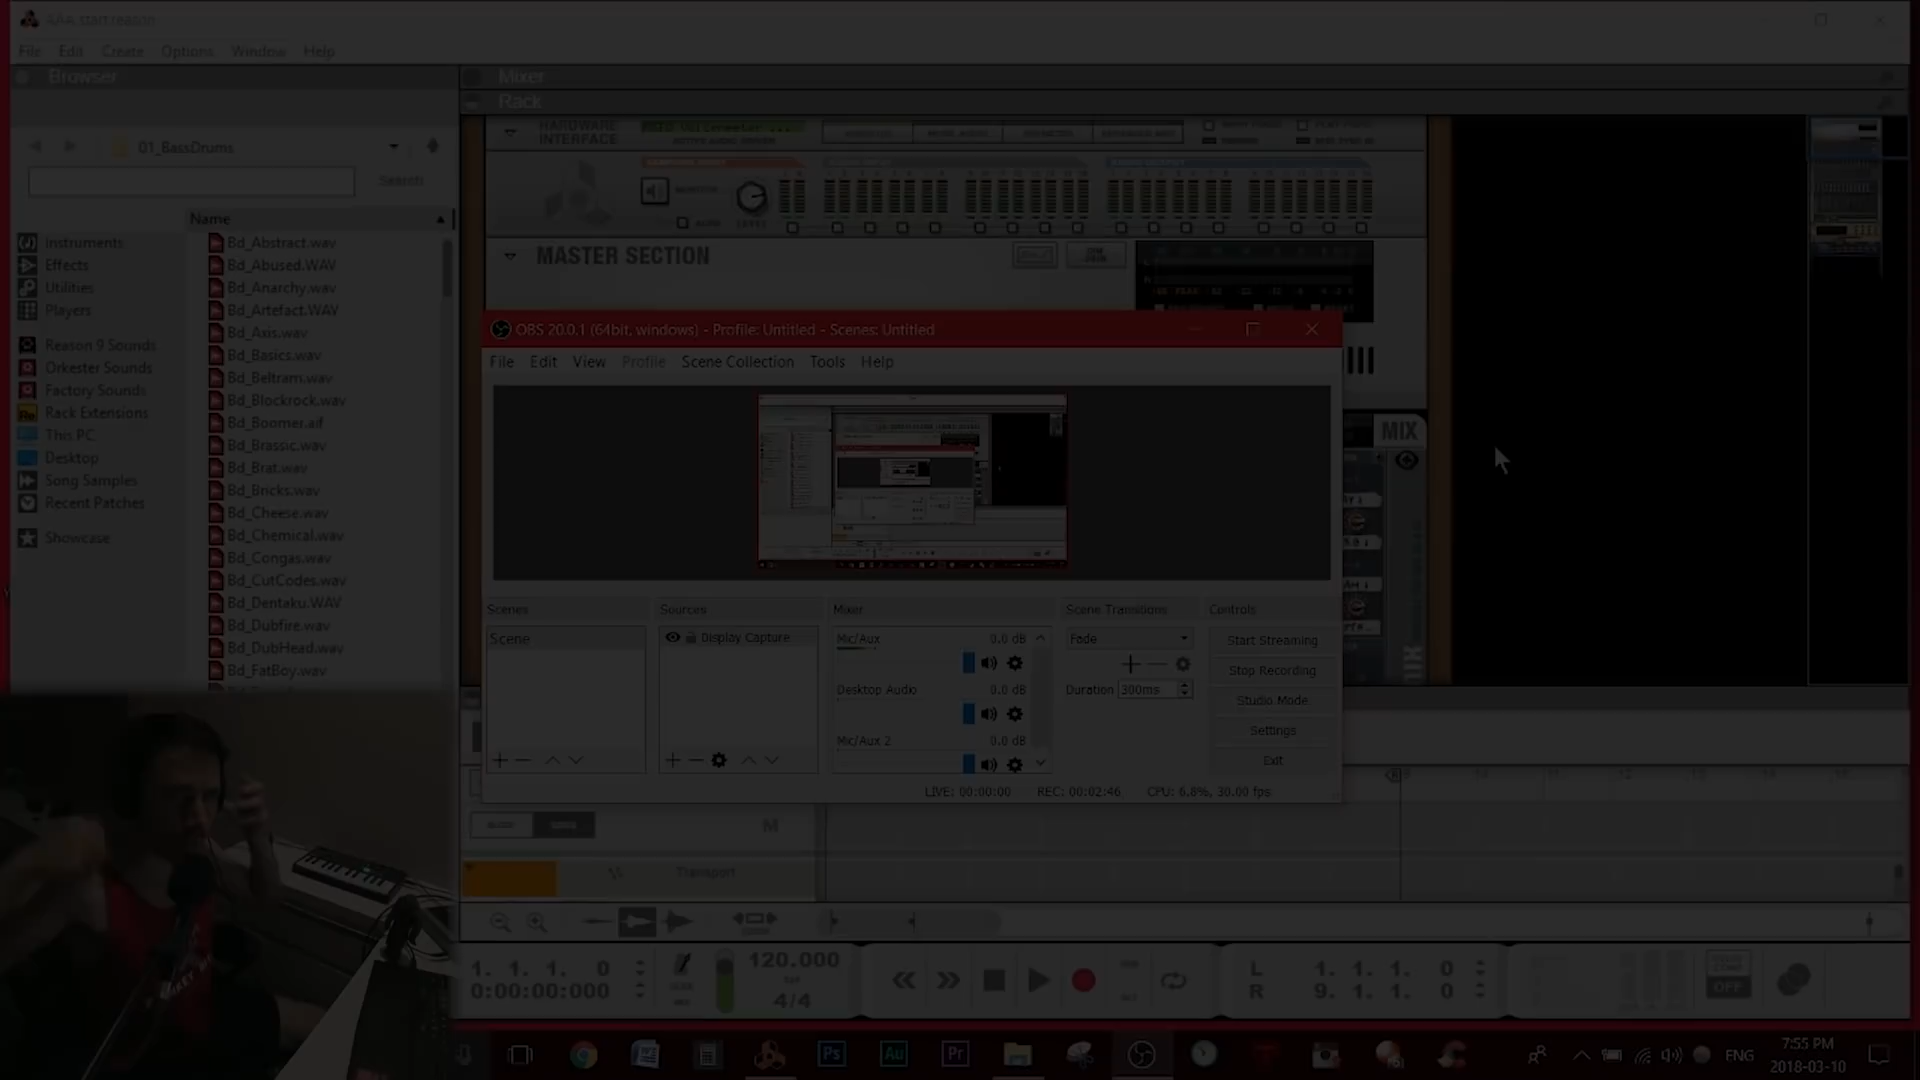 start.reason
File Edit Create Options Window Help
Browser
Mixer
Rack
01_BassDrums
Search
Name
Instruments
Effects
Utilities
Players
Reason 9 Sounds
Orkester Sounds
Factory Sounds
Rack Extensions
This PC
Desktop
Song Samples
Recent Patches
Showcase
Bd_Abstract.wav
Bd_Abused.WAV
Bd_Anarchy.wav
Bd_Artefact.WAV
Bd_Axis.wav
Bd_Basics.wav
Bd_Beltram.wav
Bd_Blockrock.wav
Bd_Boomer.aif
Bd_Brassic.wav
Bd_Brat.wav
Bd_Bricks.wav
Bd_Cheese.wav
Bd_Chemical.wav
Bd_Congas.wav
Bd_CutCodes.wav
Bd_Dentaku.WAV
Bd_Dubfire.wav
Bd_DubHead.wav
Bd_FatBoy.wav
HARDWARE
INTERFACE
MASTER SECTION
MIX
OBS 20.0.1 (64bit, windows) - Profile: Untitled - Scenes: Untitled
File Edit View Profile Scene Collection Tools Help
Scenes
Scene
Sources
Display Capture
Mixer
Mic/Aux 0.0 dB
Desktop Audio 0.0 dB
Mic/Aux 2 0.0 dB
Scene Transitions
Fade
Duration 300ms
Controls
Start Streaming
Stop Recording
Studio Mode
Settings
Exit
LIVE: 00:00:00 REC: 00:02:46 CPU: 6.8%, 30.00 fps
M
Transport
1. 1. 1. 0
0:00:00:000
120.000
4/4
L 1. 1. 1. 0
R 9. 1. 1. 0
OFF
Ps
Au
Pr
ENG
7:55 PM
2018-03-10